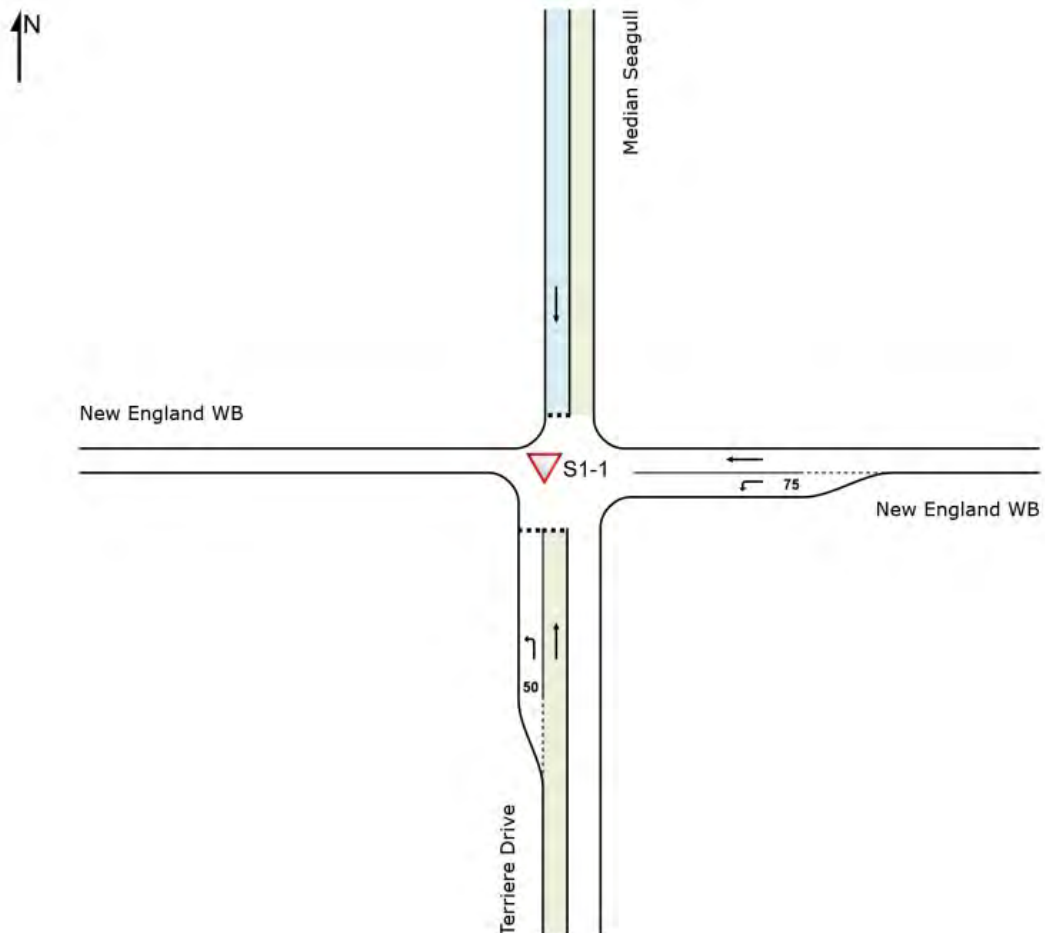 N
Median Seagull
New England WB
S1-1
75
New England WB
50
Terriere Drive